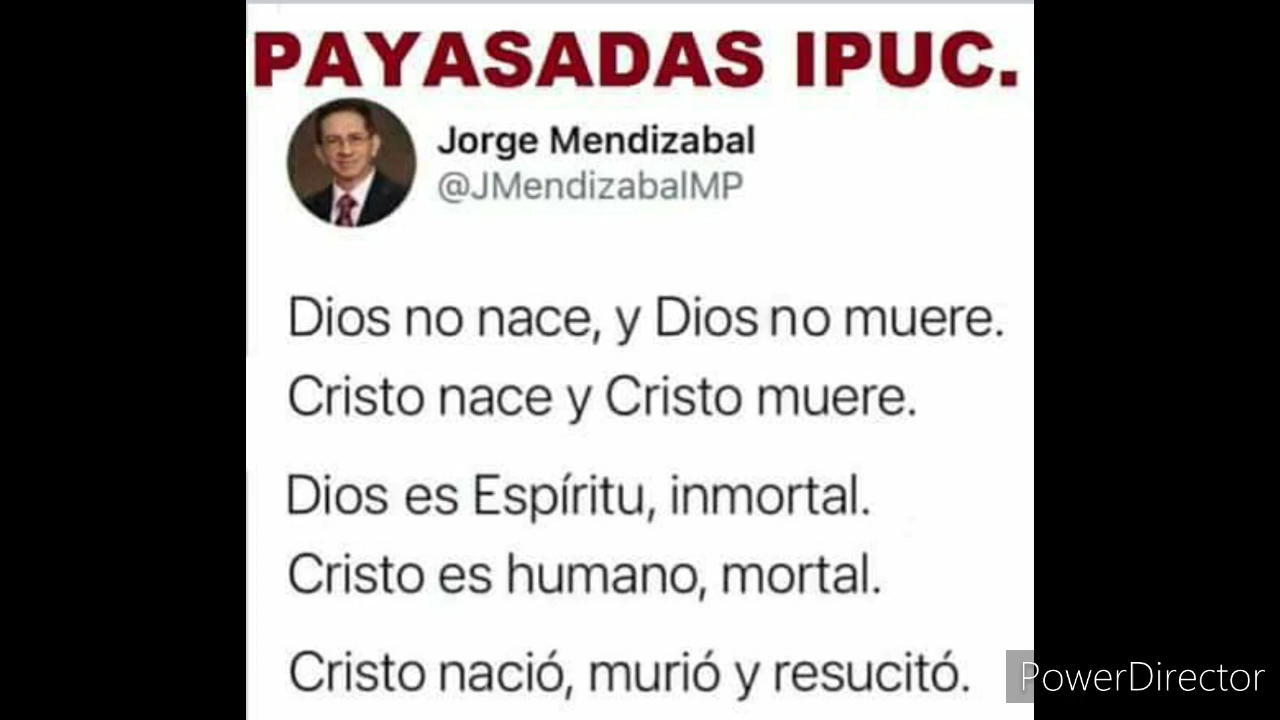 PAYASADAS IPUC.
Jorge Mendizabal
@JMendizabalMP
Dios no nace, y Dios no muere.
Cristo nace y Cristo muere.
Dios es Espíritu, inmortal.
Cristo es humano, mortal.
Cristo nació, murió y resucitó.
PowerDirector